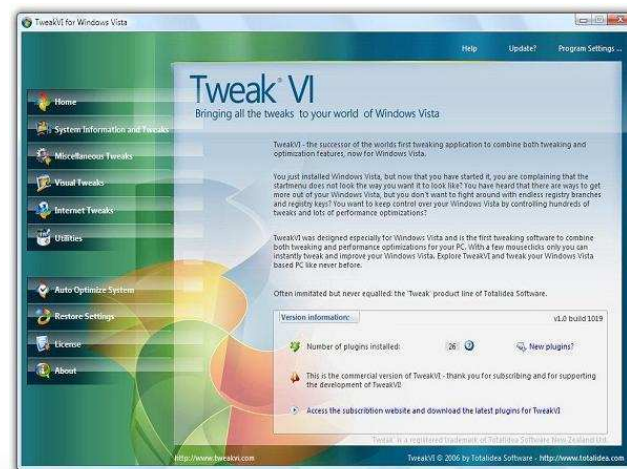 TweakVI for Windows Vista
Help Update? Program Settings ...
Tweak VI
Bringing all the tweaks to your world of Windows Vista
Home
System Information and Tweaks
Miscellaneous Tweaks
Visual Tweaks
Internet Tweaks
Utilities
Auto Optimize System
Restore Settings
License
About
TweakVI - the successor of the worlds first tweaking application to combine both tweaking and
optimization features, now for Windows Vista.
You just installed Windows Vista, but now that you have started it, you are complaining that the
startmenu does not look the way you want it to look like? You have heard that there are ways to get
more out of your Windows Vista, but you don't want to fight around with endless registry branches
and registry keys? You want to keep control over your Windows Vista by controlling hundreds of
tweaks and lots of performance optimizations?
TweakVI was designed especially for Windows Vista and is the first tweaking software to combine
both tweaking and performance optimizations for your PC. With a few mouseclicks only you can
instantly tweak and improve your Windows Vista. Explore TweakVI and tweak your Windows Vista
based PC like never before.
Often immitated but never equalled: the 'Tweak' product line of Totalidea Software.
Version information: v1.0 build 1019
Number of plugins installed: 26 New plugins?
This is the commercial version of TweakVI - thank you for subscribing and for supporting
the development of TweakVI!
Access the subscribtion website and download the latest plugins for TweakVI
'Tweak' is a registered trademark of Totalidea Software New Zealand Ltd.
http://www.tweakvi.com TweakVI © 2006 by Totalidea Software - http://www.totalidea.com